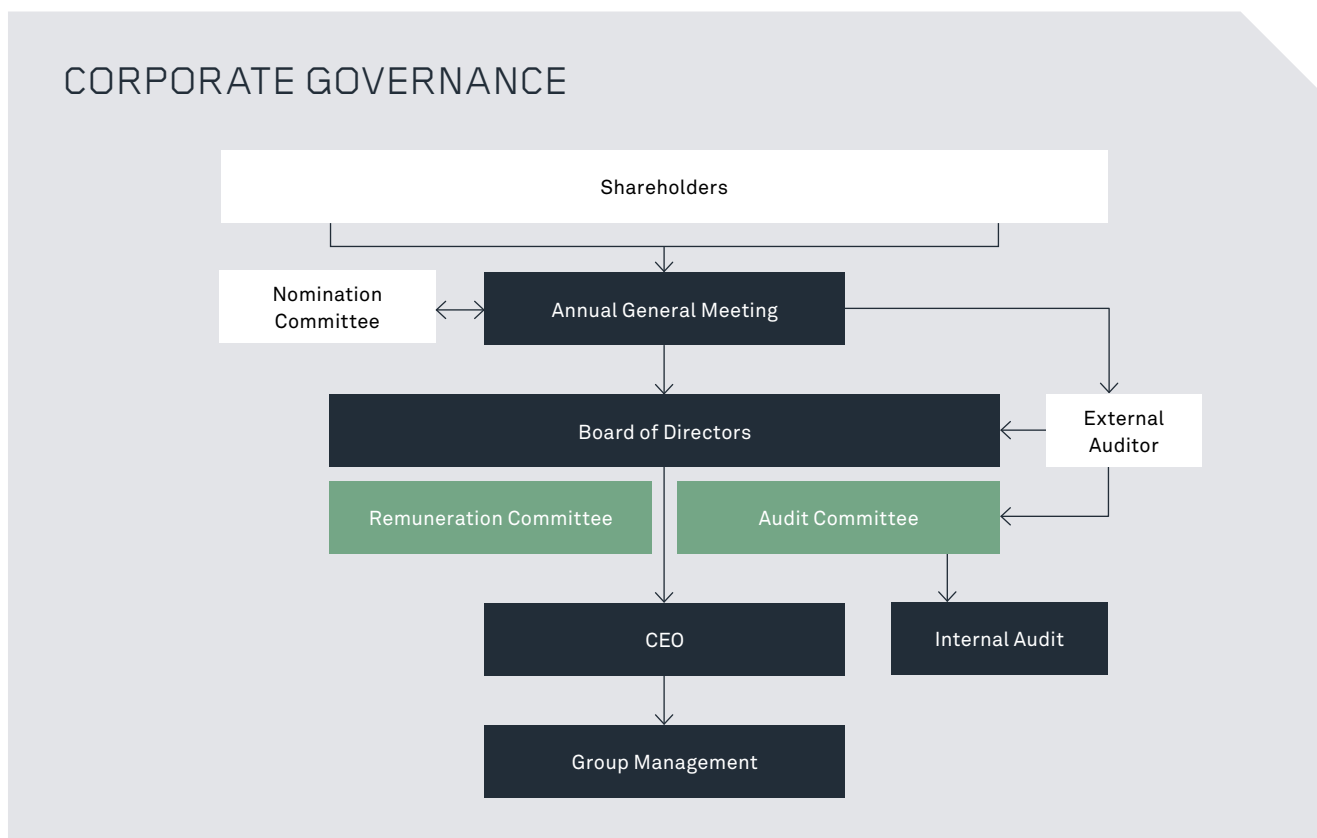 CORPORATE GOVERNANCE
Shareholders
Nomination
Committee
Annual General Meeting
Board of Directors
External
Auditor
Remuneration Committee
Audit Committee
CEO
Internal Audit
Group Management